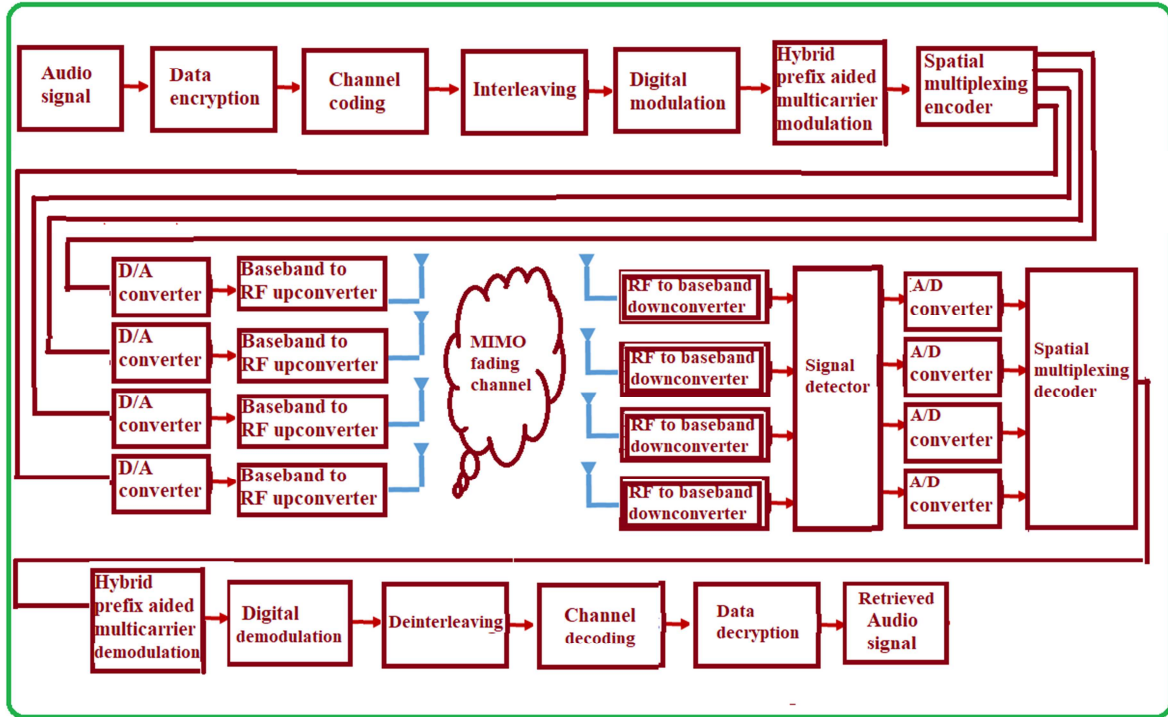 Audio
signal
Data
encryption
Channel
coding
Interleaving
Digital
modulation
Hybrid
prefix aided
multicarrier
modulation
Spatial
multiplexing
encoder
D/A
converter
Baseband to
RF upconverter
D/A
converter
Baseband to
RF upconverter
D/A
converter
Baseband to
RF upconverter
D/A
converter
Baseband to
RF upconverter
MIMO
fading
channel
RF to baseband
downconverter
RF to baseband
downconverter
RF to baseband
downconverter
RF to baseband
downconverter
Signal
detector
A/D
converter
A/D
converter
A/D
converter
A/D
converter
Spatial
multiplexing
decoder
Hybrid
prefix aided
multicarrier
demodulation
Digital
demodulation
Deinterleaving
Channel
decoding
Data
decryption
Retrieved
Audio
signal